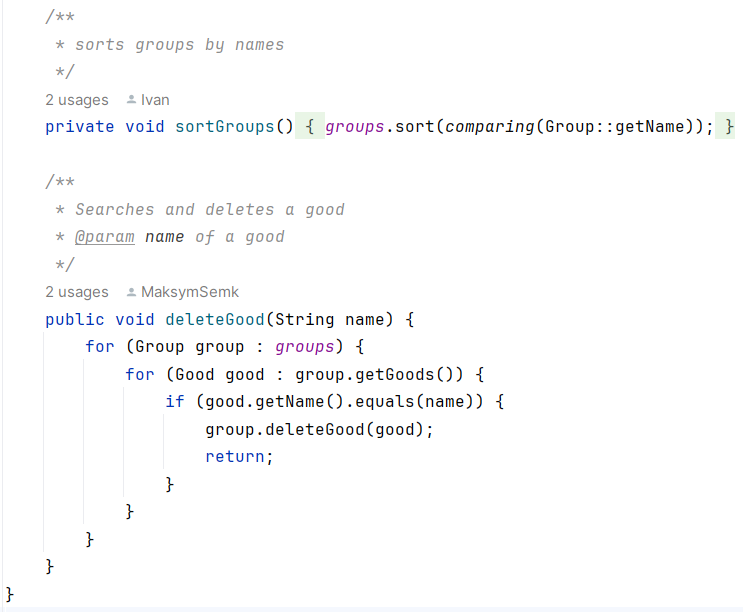 /**
 * sorts groups by names
 */
2 usages Ivan
private void sortGroups() { groups.sort(comparing(Group::getName)); }
/**
 * Searches and deletes a good
 * @param name of a good
 */
2 usages MaksymSemk
public void deleteGood(String name) {
    for (Group group : groups) {
        for (Good good : group.getGoods()) {
            if (good.getName().equals(name)) {
                group.deleteGood(good);
                return;
            }
        }
    }
}
}